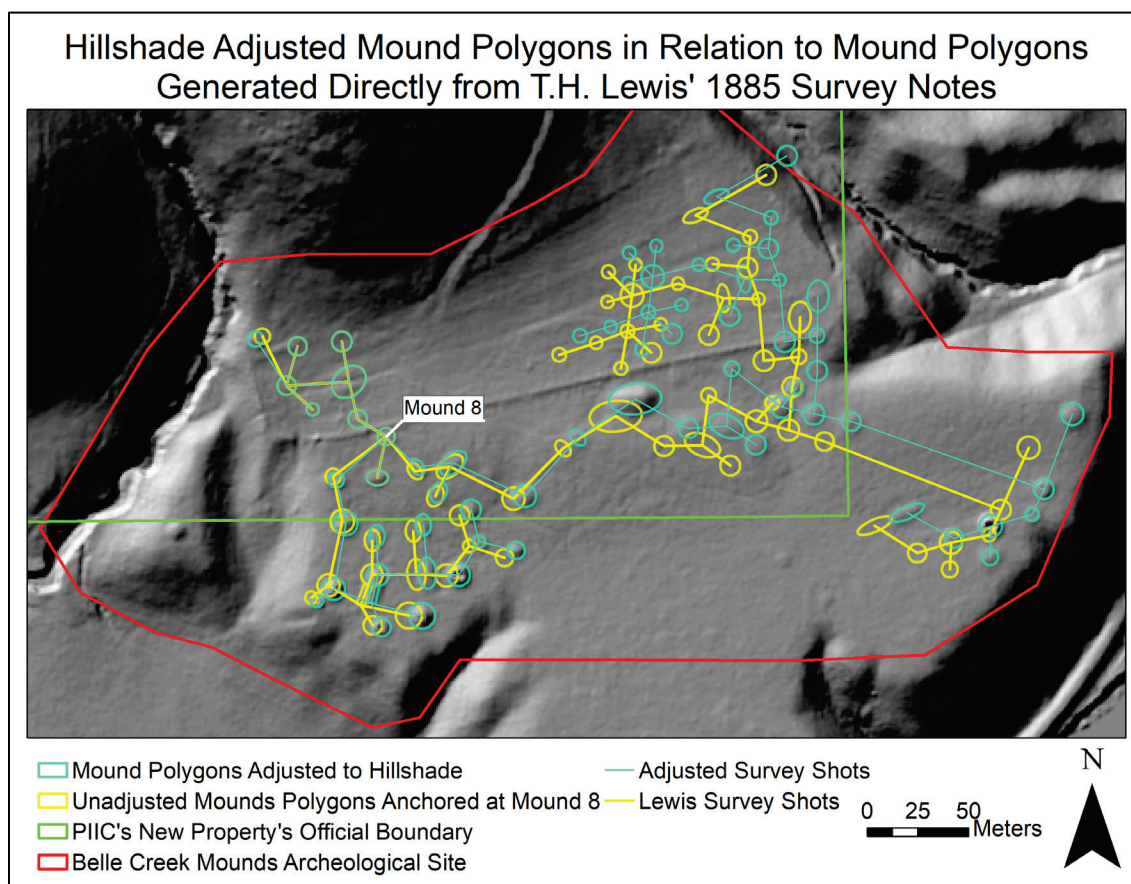 Hillshade Adjusted Mound Polygons in Relation to Mound Polygons
Generated Directly from T.H. Lewis' 1885 Survey Notes
Mound 8
Mound Polygons Adjusted to Hillshade
Unadjusted Mounds Polygons Anchored at Mound 8
PIIC's New Property's Official Boundary
Belle Creek Mounds Archeological Site
Adjusted Survey Shots
Lewis Survey Shots
0 25 50
Meters
N